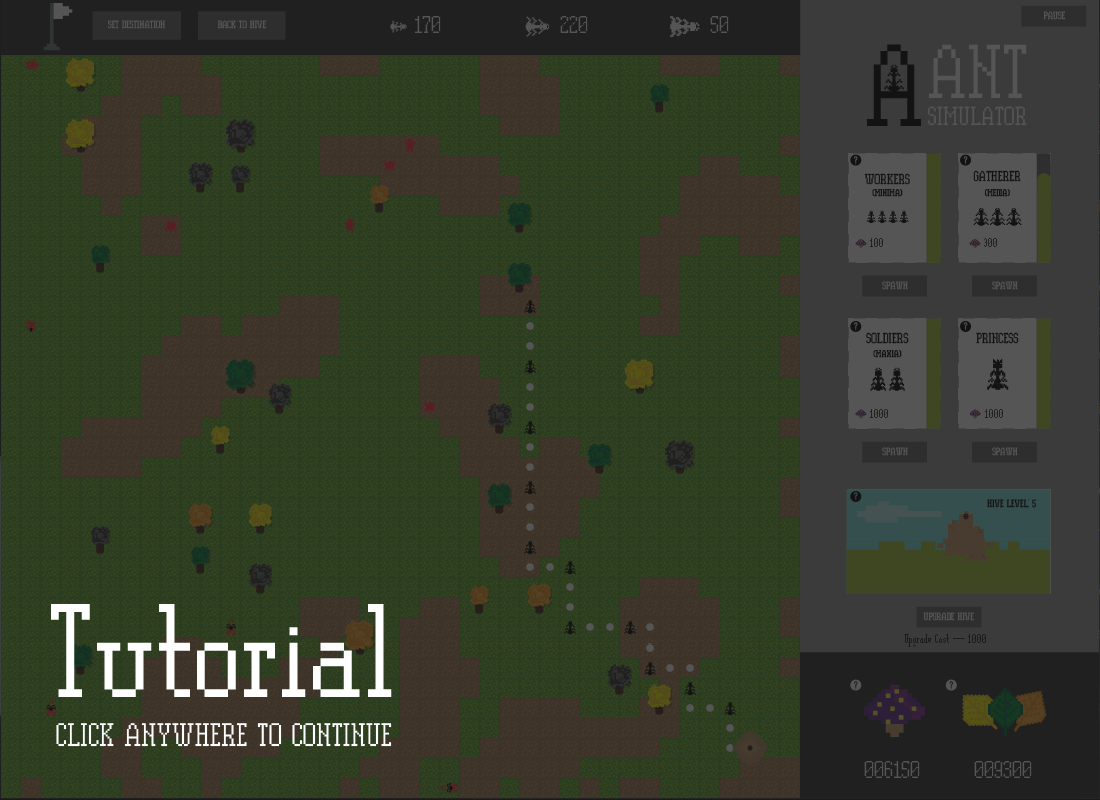 SET DESTINATION
BACK TO HIVE
170
220
50
PAUSE
ANT
SIMULATOR
?
WORKERS
(MINIMA)
100
SPAWN
?
GATHERER
(MEDIA)
300
SPAWN
?
SOLDIERS
(MAXIA)
1000
SPAWN
?
PRINCESS
1000
SPAWN
?
HIVE LEVEL 5
UPGRADE HIVE
Upgrade Cost -- 1000
Tutorial
CLICK ANYWHERE TO CONTINUE
?
?
006150
009300